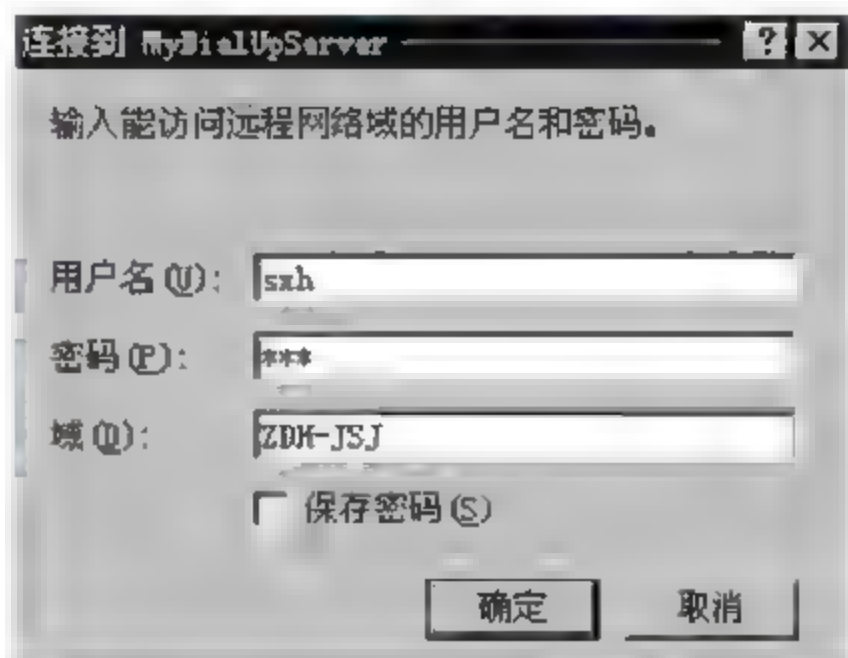 连接到 MyDialUpServer ? ×
输入能访问远程网络域的用户名和密码。
用户名(U): sxh
密码(P): ***
域(D): ZDH-JSJ
保存密码(S)
确定 取消